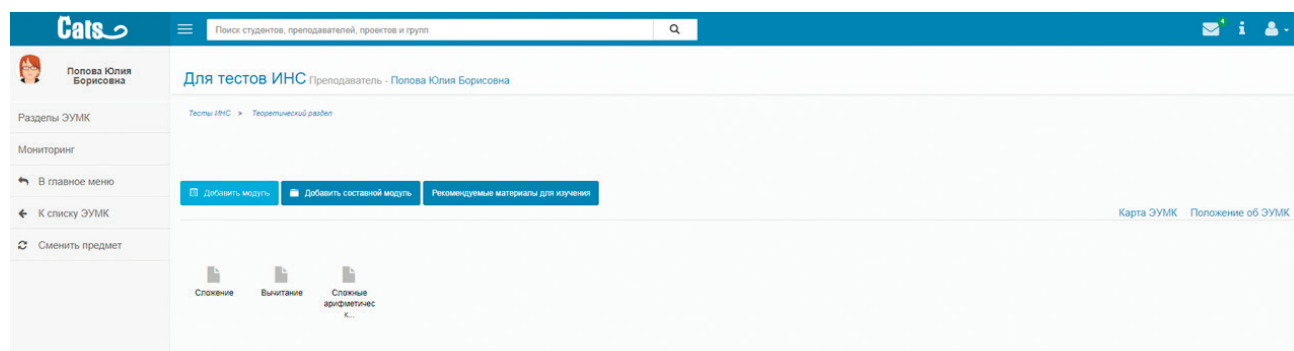 Cats
Поиск студентов, преподавателей, проектов и групп
4
Попова Юлия
Борисовна
Для тестов ИНС Преподаватель - Попова Юлия Борисовна
Тесты ИНС > Теоретический раздел
Разделы ЭУМК
Мониторинг
В главное меню
К списку ЭУМК
Сменить предмет
Добавить модуль
Добавить составной модуль
Рекомендуемые материалы для изучения
Карта ЭУМК Положение об ЭУМК
Сложение
Вычитание
Сложные
арифметичес
к...